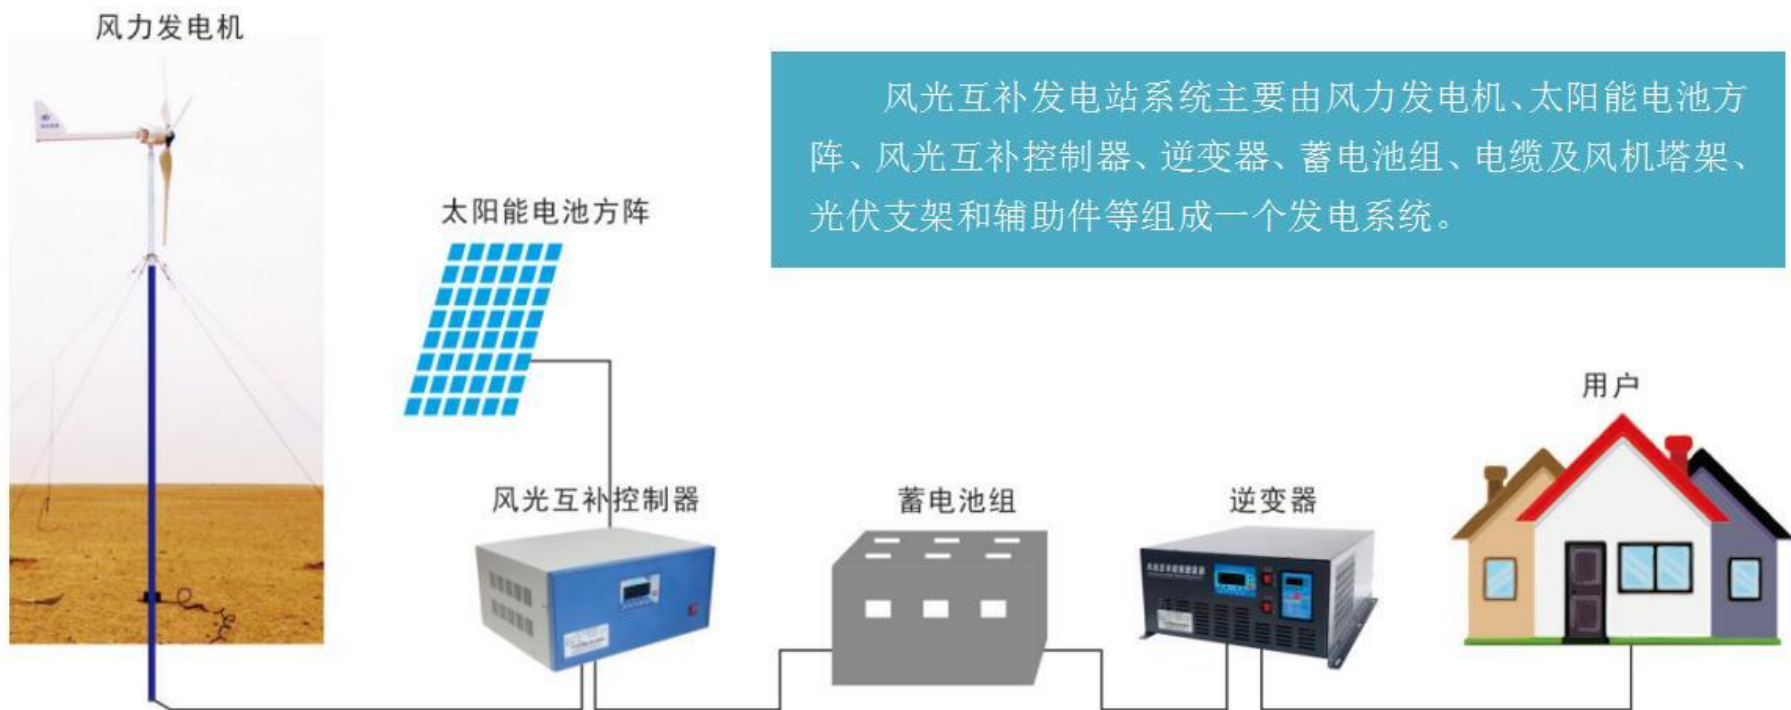 风力发电机
风光互补发电站系统主要由风力发电机、太阳能电池方
阵、风光互补控制器、逆变器、蓄电池组、电缆及风机塔架、
光伏支架和辅助件等组成一个发电系统。
太阳能电池方阵
用户
风光互补控制器
蓄电池组
逆变器